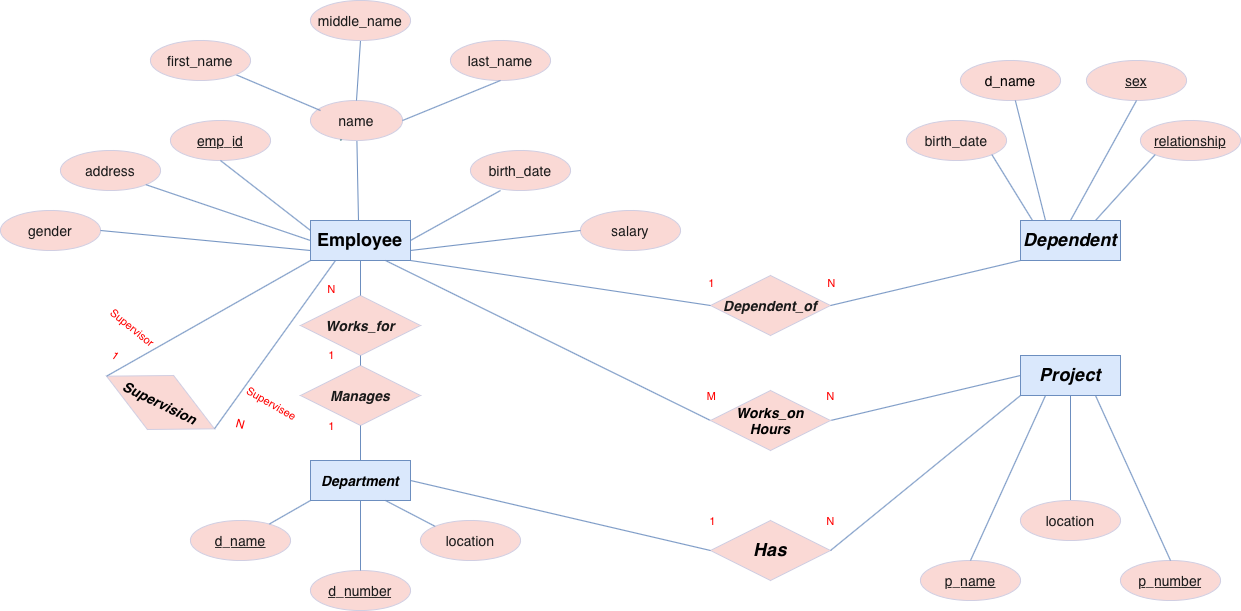 middle_name
first_name
last_name
name
emp_id
address
birth_date
gender
salary
Employee
d_name
sex
birth_date
relationship
Dependent
1
N
Dependent_of
N
Works_for
1
Supervisor
1
Supervision
Supervisee
N
Manages
1
M
N
Works_on
Hours
Project
Department
1
N
Has
d_name
location
d_number
location
p_name
p_number